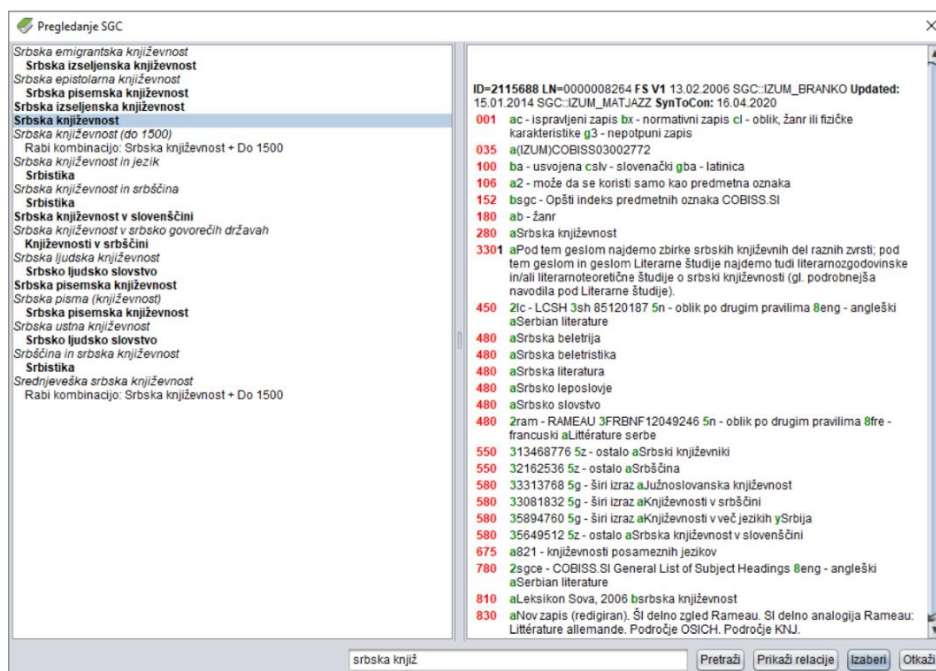 Pregledanje SGC
Srbska emigrantska književnost
Srbska izseljenska književnost
Srbska epistolarna književnost
Srbska pisemska književnost
Srbska izseljenska književnost
Srbska književnost
Srbska književnost (do 1500)
Rabi kombinacijo: Srbska književnost + Do 1500
Srbska književnost in jezik
Srbistika
Srbska književnost in srbščina
Srbistika
Srbska književnost v slovenščini
Srbska književnost v srbsko govorečih državah
Književnosti v srbščini
Srbska ljudska književnost
Srbsko ljudsko slovstvo
Srbska pisemska književnost
Srbska pisma (književnost)
Srbska pisemska književnost
Srbska ustna književnost
Srbsko ljudsko slovstvo
Srbščina in srbska književnost
Srbistika
Srednjeveška srbska književnost
Rabi kombinacijo: Srbska književnost + Do 1500
ID=2115688 LN=0000008264 FS V1 13.02.2006 SGC::IZUM_BRANKO Updated:
15.01.2014 SGC::IZUM_MATJAZZ SynToCon: 16.04.2020
001 ac - ispravljeni zapis bx - normativni zapis cl - oblik, žanr ili fizičke
karakteristike g3 - nepotpuni zapis
035 a(IZUM)COBISS03002772
100 ba - usvojena cslv - slovenački gba - latinica
106 a2 - može da se koristi samo kao predmetna oznaka
152 bsgc - Opšti indeks predmetnih oznaka COBISS.SI
180 ab - žanr
280 aSrbska književnost
3301 aPod tem geslom najdemo zbirke srbskih književnih del raznih zvrsti; pod
tem geslom in geslom Literarne študije najdemo tudi literarnozgodovinske
in/ali literarnoteoretične študije o srbski književnosti (gl. podrobnejša
navodila pod Literarne študije).
450 2lc - LCSH 3sh 85120187 5n - oblik po drugim pravilima 8eng - angleški
aSerbian literature
480 aSrbska beletrija
480 aSrbska beletristika
480 aSrbska literatura
480 aSrbsko leposlovje
480 aSrbsko slovstvo
480 2ram - RAMEAU 3FRBNF12049246 5n - oblik po drugim pravilima 8fre -
francuski aLittérature serbe
550 313468776 5z - ostalo aSrbski književniki
550 32162536 5z - ostalo aSrbščina
580 33313768 5g - širi izraz aJužnoslovanska književnost
580 33081832 5g - širi izraz aKnjiževnosti v srbščini
580 35894760 5g - širi izraz aKnjiževnosti v več jezikih ySrbija
580 35649512 5z - ostalo aSrbska književnost v slovenščini
675 a821 - književnosti posameznih jezikov
780 2sgce - COBISS.SI General List of Subject Headings 8eng - angleški
aSerbian literature
810 aLeksikon Sova, 2006 bsrbska književnost
830 aNov zapis (redigiran). ŠI delno zgled Rameau. SI delno analogija Rameau:
Littérature allemande. Področje OSICH. Področje KNJ.
srbska knjiž
Pretraži
Prikaži relacije
Izaberi
Otkaži